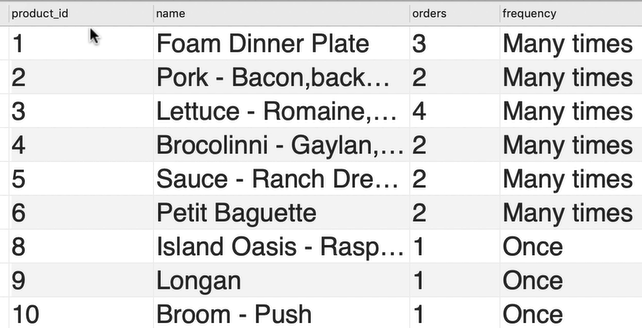 product_id name orders frequency
1 Foam Dinner Plate 3 Many times
2 Pork - Bacon,back... 2 Many times
3 Lettuce - Romaine,... 4 Many times
4 Brocolinni - Gaylan,... 2 Many times
5 Sauce - Ranch Dre... 2 Many times
6 Petit Baguette 2 Many times
8 Island Oasis - Rasp... 1 Once
9 Longan 1 Once
10 Broom - Push 1 Once